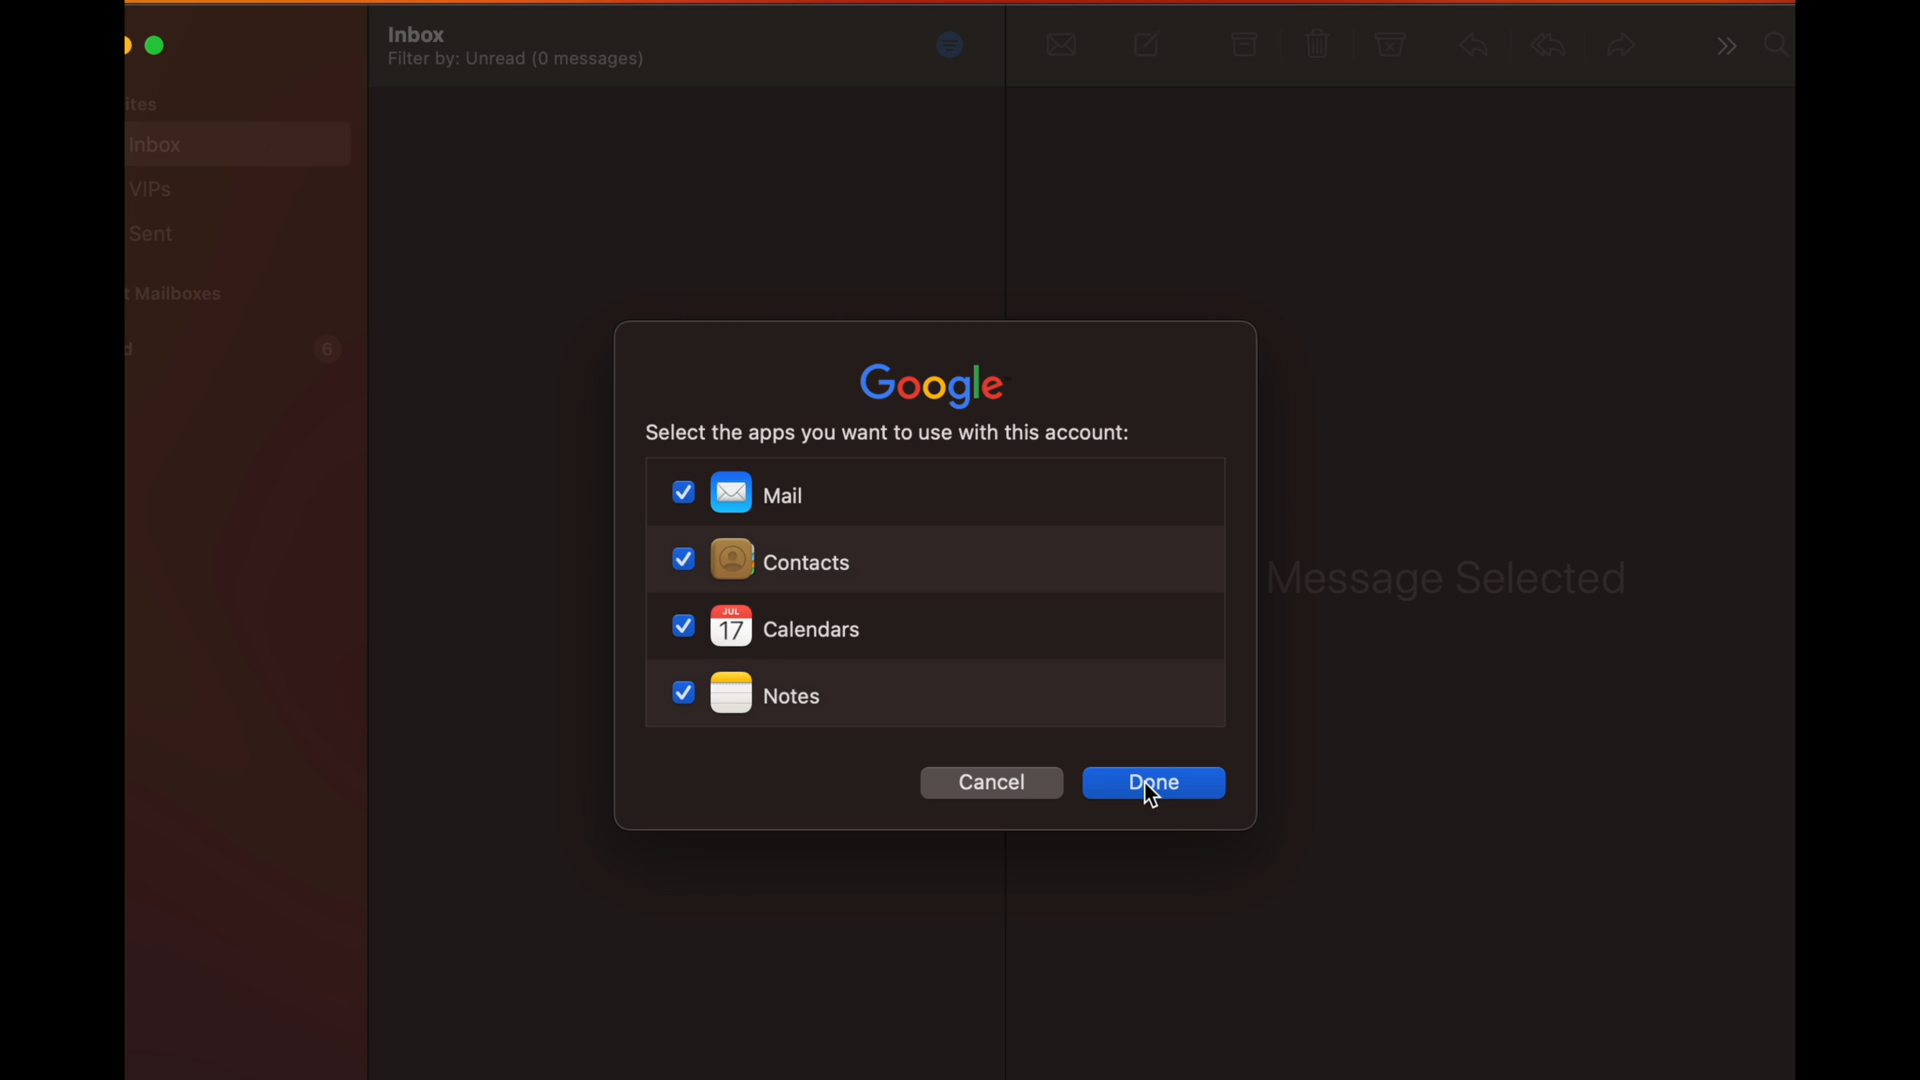 Inbox
Filter by: Unread (0 messages)
ites
Inbox
VIPs
Sent
t Mailboxes
d
6
Google
Select the apps you want to use with this account:
Mail
Contacts
JUL
17
Calendars
Notes
Cancel
Done
Message Selected